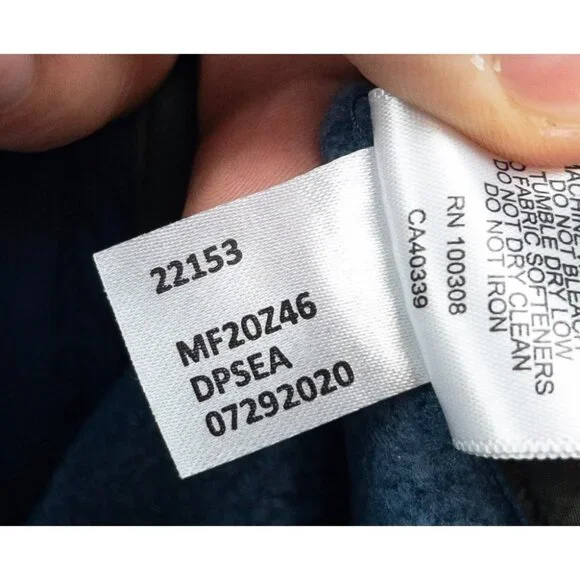 22153
MF20Z46
DPSEA
07292020
RN 100308
CA40339
DO NOT BLEACH
TUMBLE DRY LOW
FABRIC SOFTENERS
DO NOT DRY CLEAN
DO NOT IRON